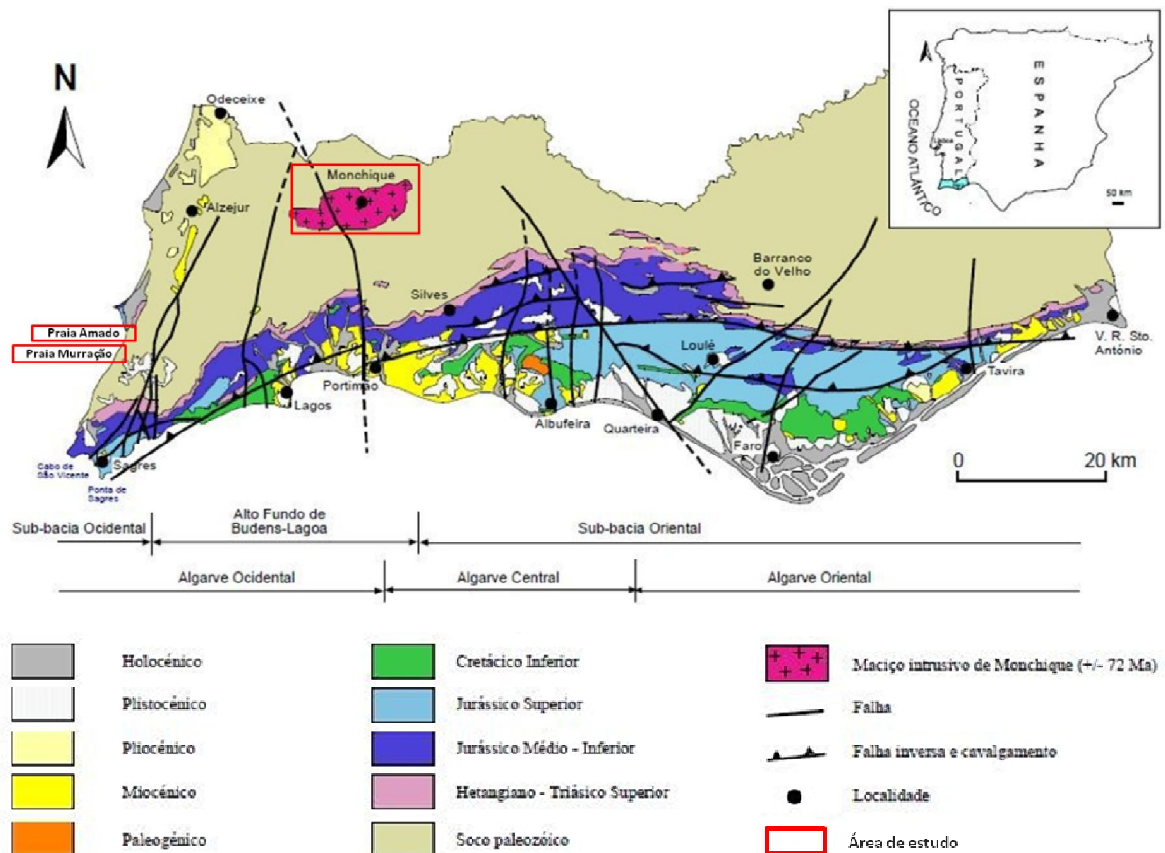 N
Odeceixe
Monchique
Alzejur
Praia Amado
Praia Murração
Silves
Barranco
do Velho
Loulé
V. R. Sto.
António
Tavira
Portimão
Lagos
Albufeira
Quarteira
Faro
Sagres
Cabo de
São Vicente
Ponta de
Sagres
OCEANO ATLÂNTICO
PORTUGAL
ESPANHA
Lisboa
50 km
0 20 km
Sub-bacia Ocidental
Alto Fundo de
Budens-Lagoa
Sub-bacia Oriental
Algarve Ocidental
Algarve Central
Algarve Oriental
Holocénico
Plistocénico
Pliocénico
Miocénico
Paleogénico
Cretácico Inferior
Jurássico Superior
Jurássico Médio - Inferior
Hetangiano - Triásico Superior
Soco paleozóico
Maciço intrusivo de Monchique (+/- 72 Ma)
Falha
Falha inversa e cavalgamento
Localidade
Área de estudo